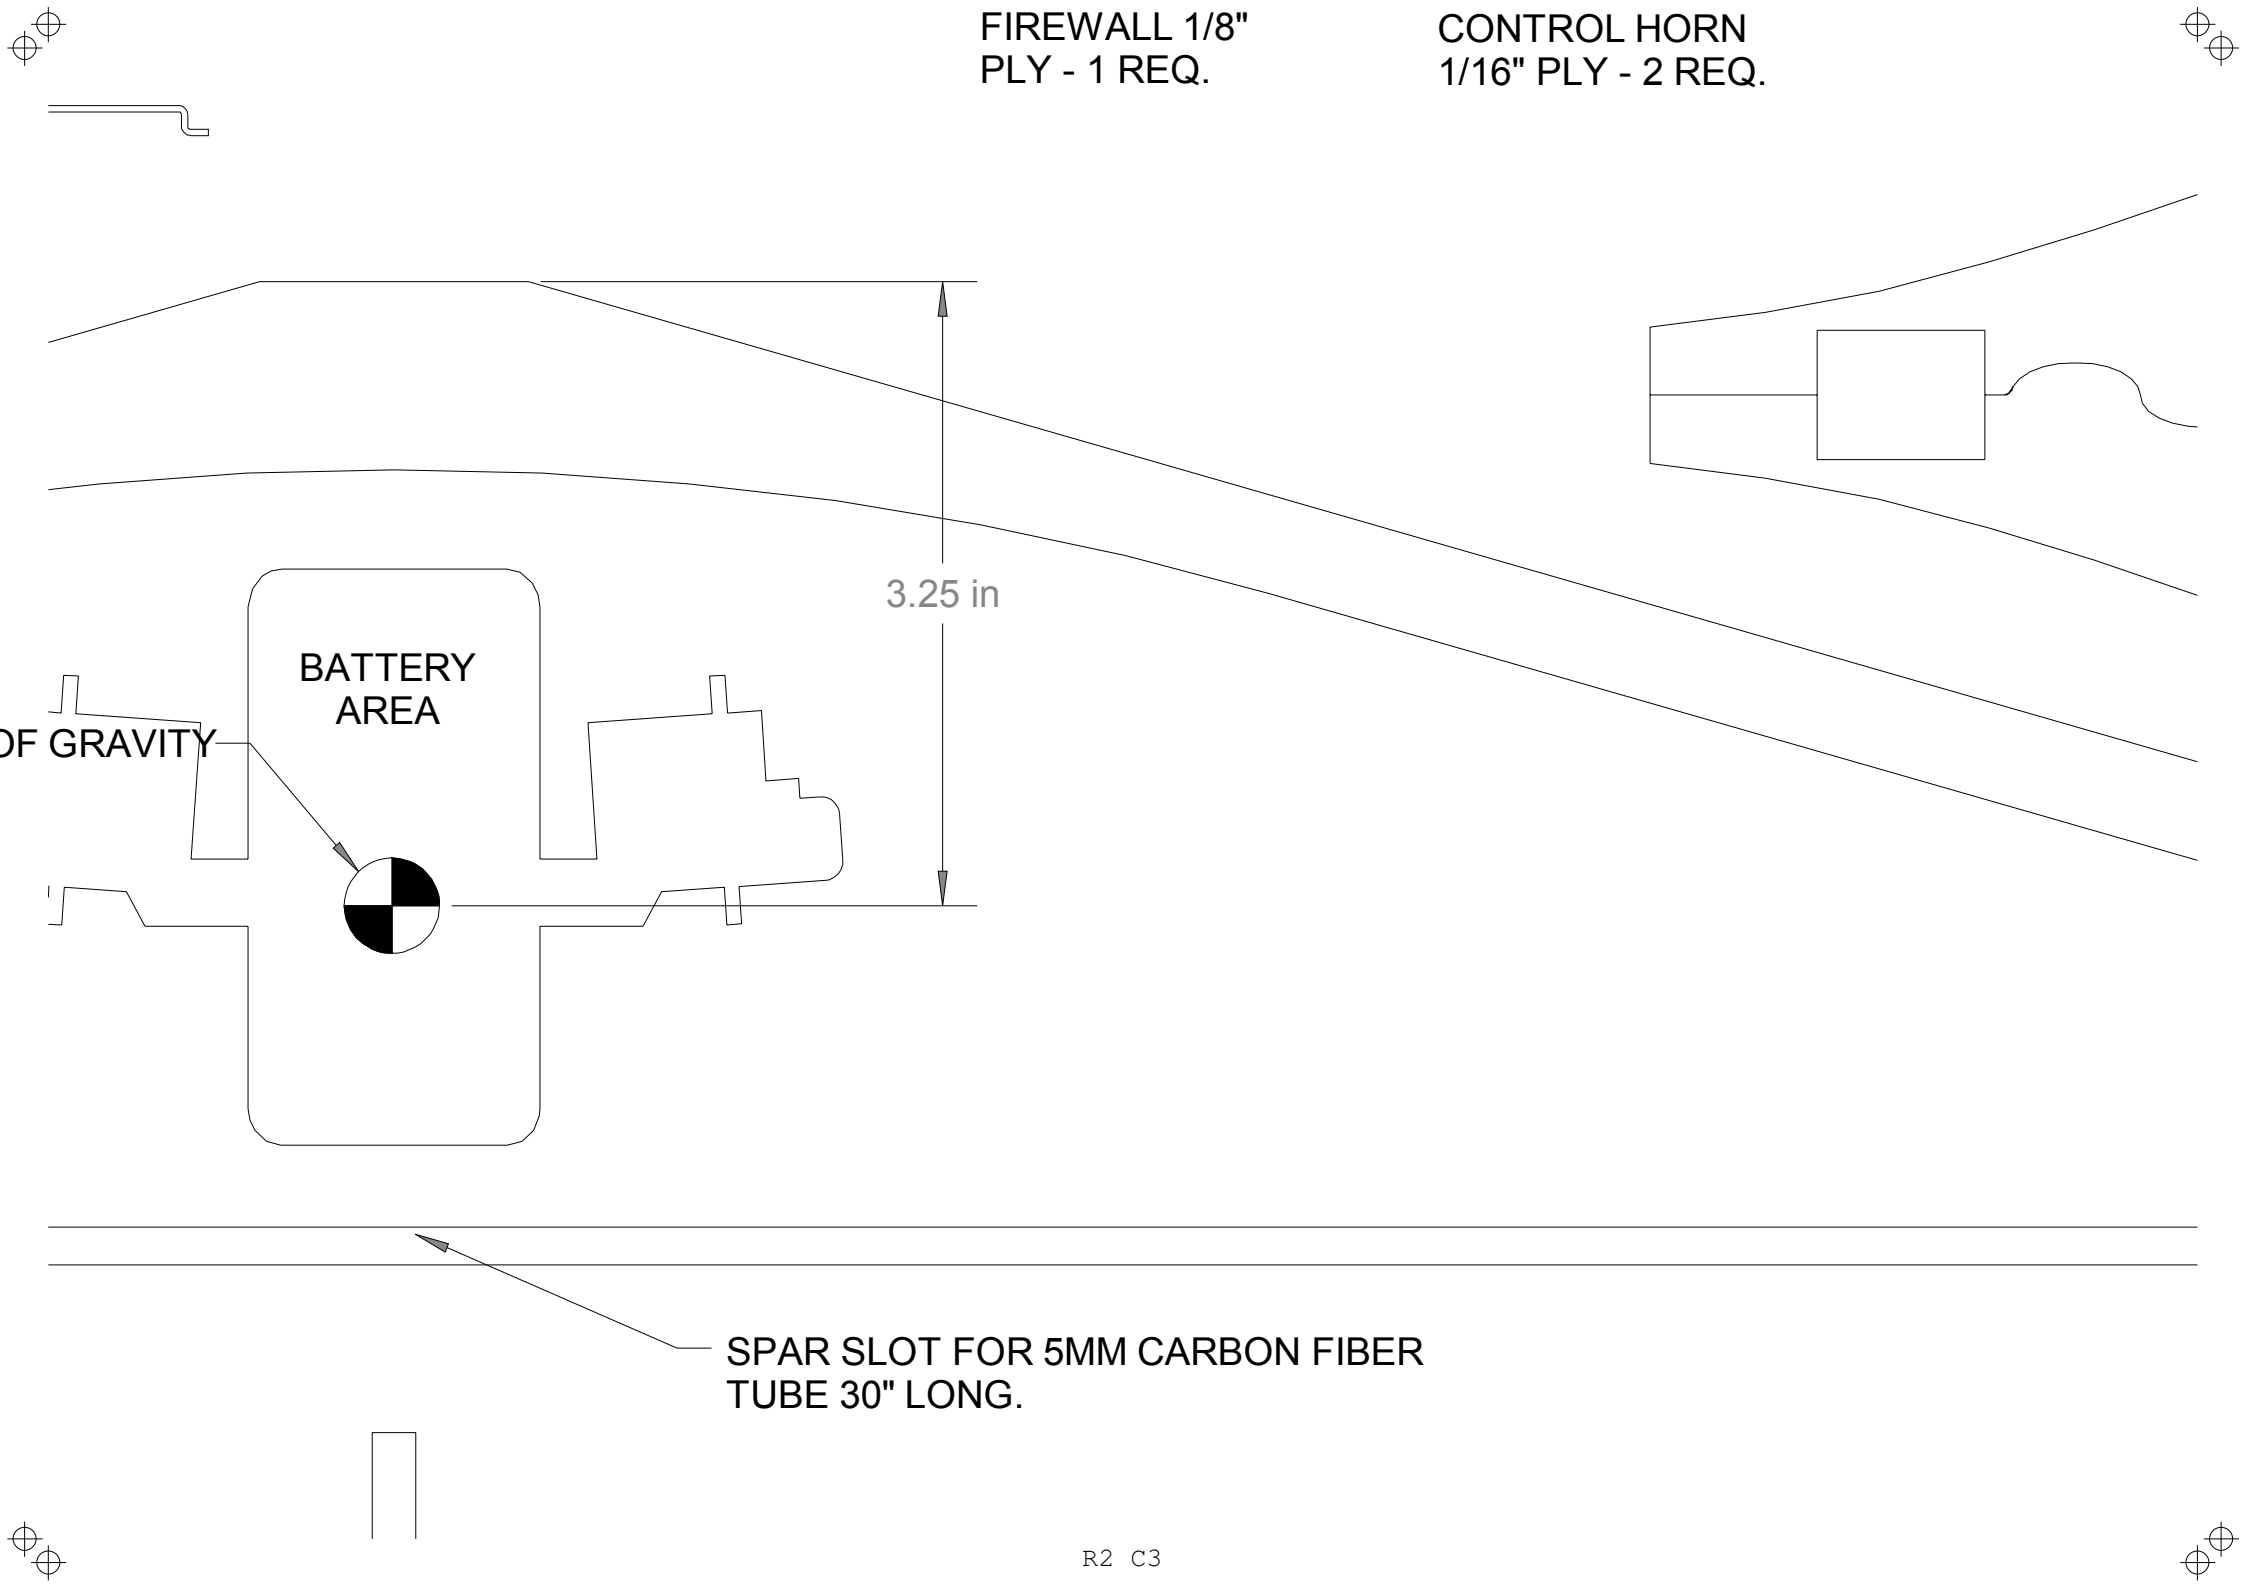 FIREWALL 1/8"
PLY - 1 REQ.
CONTROL HORN
1/16" PLY - 2 REQ.
3.25 in
BATTERY
AREA
OF GRAVITY
SPAR SLOT FOR 5MM CARBON FIBER
TUBE 30" LONG.
R2 C3